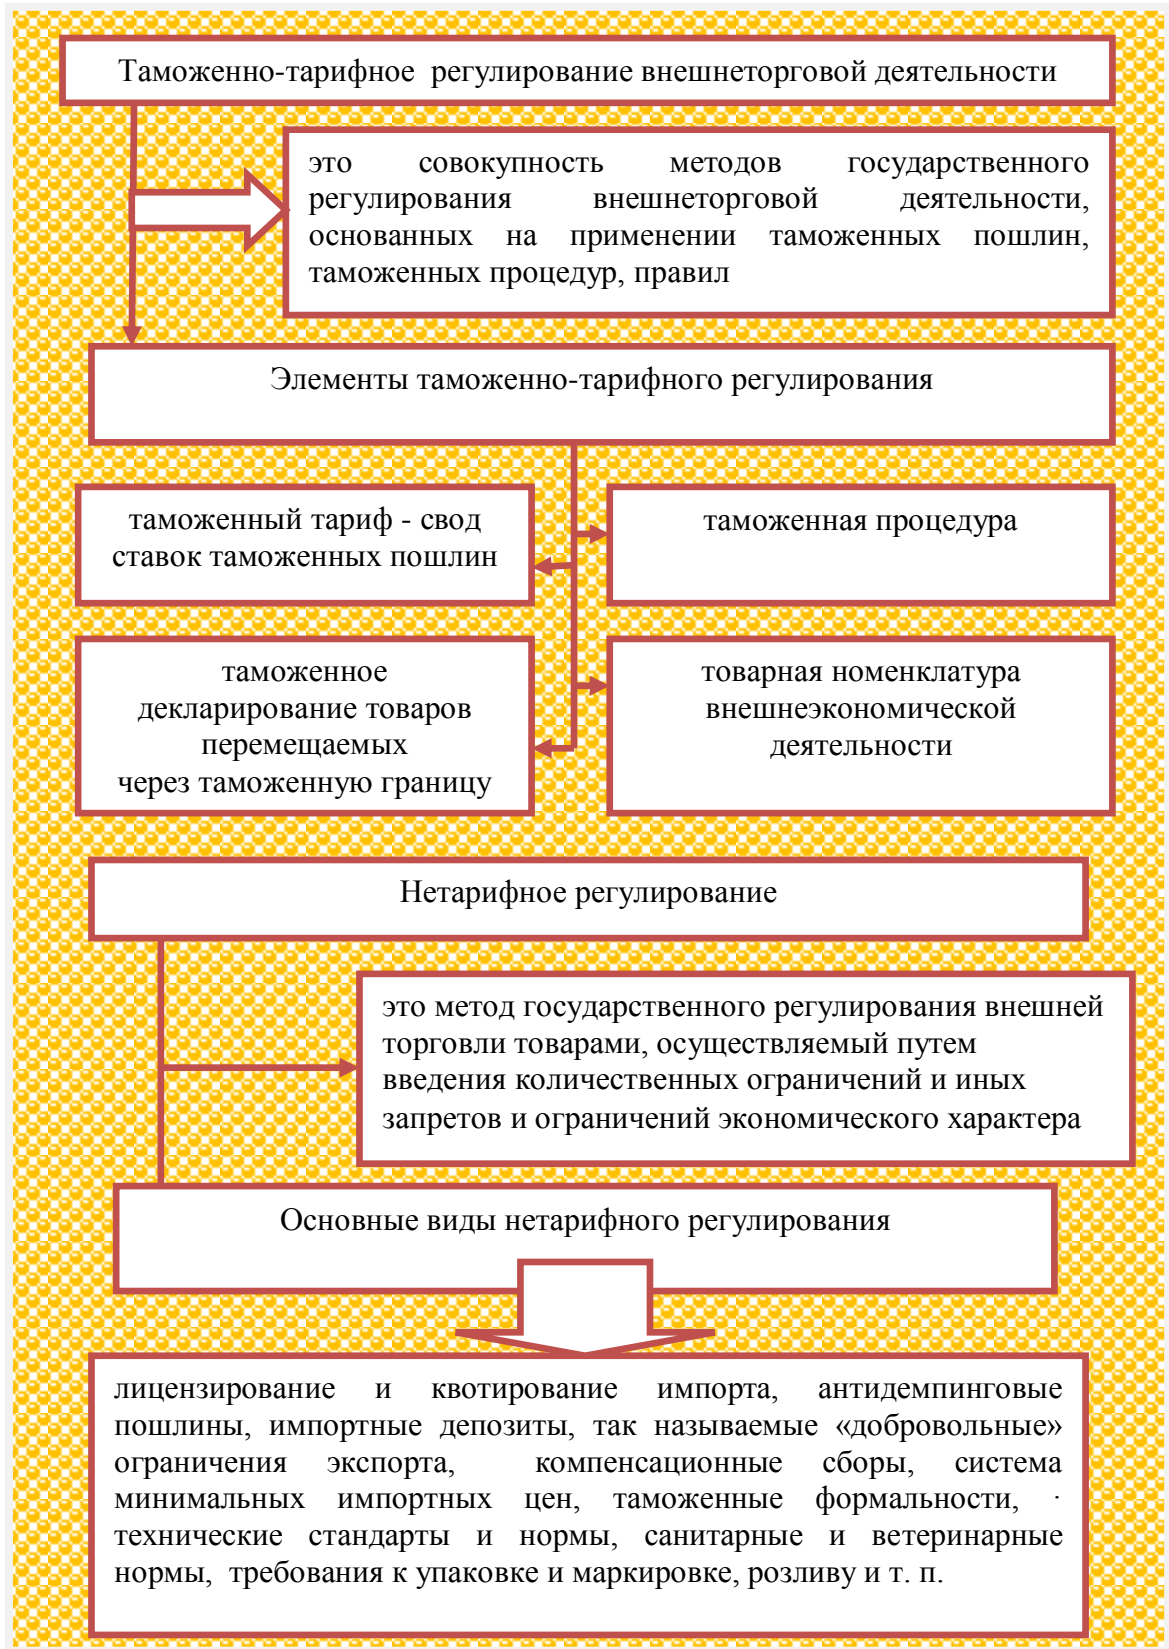 Таможенно-тарифное регулирование внешнеторговой деятельности
это совокупность методов государственного
регулирования внешнеторговой деятельности,
основанных на применении таможенных пошлин,
таможенных процедур, правил
Элементы таможенно-тарифного регулирования
таможенный тариф - свод
ставок таможенных пошлин
таможенная процедура
таможенное
декларирование товаров
перемещаемых
через таможенную границу
товарная номенклатура
внешнеэкономической
деятельности
Нетарифное регулирование
это метод государственного регулирования внешней
торговли товарами, осуществляемый путем
введения количественных ограничений и иных
запретов и ограничений экономического характера
Основные виды нетарифного регулирования
лицензирование и квотирование импорта, антидемпинговые
пошлины, импортные депозиты, так называемые «добровольные»
ограничения экспорта, компенсационные сборы, система
минимальных импортных цен, таможенные формальности, ·
технические стандарты и нормы, санитарные и ветеринарные
нормы, требования к упаковке и маркировке, розливу и т. п.